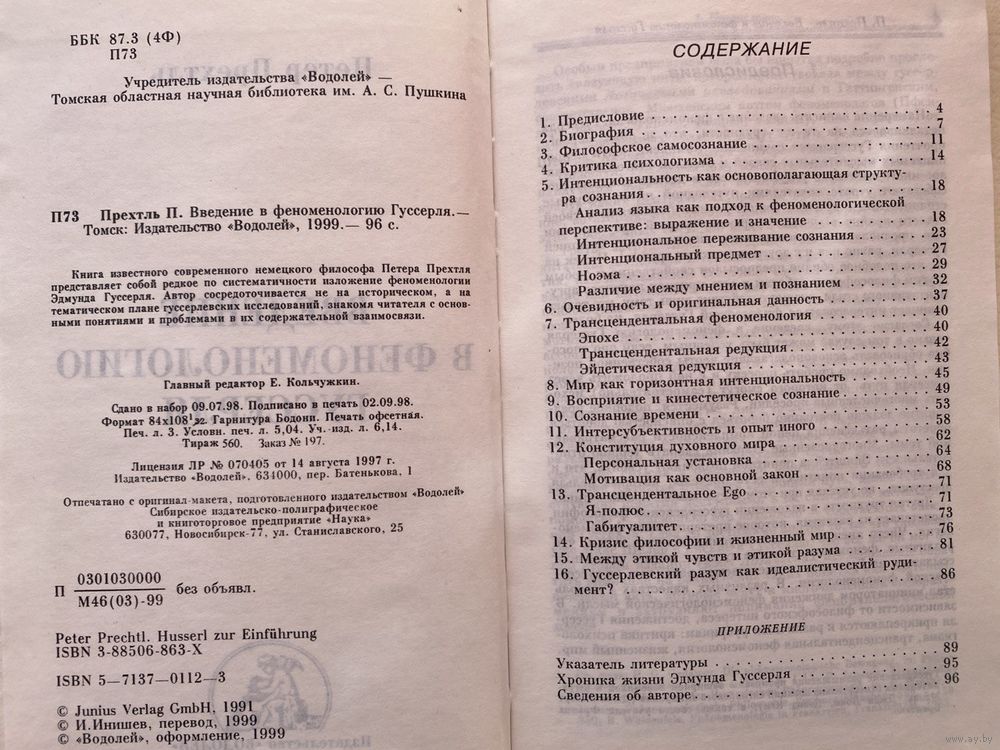 ББК 87.3 (4Ф)
П73
Учредитель издательства «Водолей» —
Томская областная научная библиотека им. А. С. Пушкина
П73 Прехтль П. Введение в феноменологию Гуссерля.—
Томск: Издательство «Водолей», 1999.— 96 с.
Книга известного современного немецкого философа Петера Прехтля
представляет собой редкое по систематичности изложение феноменологии
Эдмунда Гуссерля. Автор сосредоточивается не на историческом, а на
тематическом плане гуссерлевских исследований, знакомя читателя с основ-
ными понятиями и проблемами в их содержательной взаимосвязи.
Главный редактор Е. Кольчужкин.
Сдано в набор 09.07.98. Подписано в печать 02.09.98.
Формат 84х108 1/32. Гарнитура Бодони. Печать офсетная.
Печ. л. 3. Условн. печ. л. 5,04. Уч.-изд. л. 6,14.
Тираж 560. Заказ № 197.
Лицензия ЛР № 070405 от 14 августа 1997 г.
Издательство «Водолей», 634000, пер. Батенькова, 1
Отпечатано с оригинал-макета, подготовленного издательством «Водолей»
Сибирское издательско-полиграфическое
и книготорговое предприятие «Наука»
630077, Новосибирск-77, ул. Станиславского, 25
П 0301030000 без объявл.
М46(03)-99
Peter Prechtl. Husserl zur Einführung
ISBN 3-88506-863-X
ISBN 5—7137—0112—3
© Junius Verlag GmbH, 1991
© И.Инишев, перевод, 1999
© «Водолей», оформление, 1999
СОДЕРЖАНИЕ
1. Предисловие . . . 4
2. Биография . . . 7
3. Философское самосознание . . . 11
4. Критика психологизма . . . 14
5. Интенциональность как основополагающая структу-
ра сознания . . . 18
Анализ языка как подход к феноменологической
перспективе: выражение и значение . . . 18
Интенциональное переживание сознания . . . 23
Интенциональный предмет . . . 27
Ноэма . . . 29
Различие между мнением и познанием . . . 32
6. Очевидность и оригинальная данность . . . 37
7. Трансцендентальная феноменология . . . 40
Эпохе . . . 40
Трансцендентальная редукция . . . 42
Эйдетическая редукция . . . 43
8. Мир как горизонтная интенциональность . . . 45
9. Восприятие и кинестетическое сознание . . . 49
10. Сознание времени . . . 53
11. Интерсубъективность и опыт иного . . . 58
12. Конституция духовного мира . . . 62
Персональная установка . . . 64
Мотивация как основной закон . . . 68
13. Трансцендентальное Ego . . . 71
Я-полюс . . . 71
Габитуалитет . . . 73
14. Кризис философии и жизненный мир . . . 76
15. Между этикой чувств и этикой разума . . . 81
16. Гуссерлевский разум как идеалистический руди-
мент? . . . 86
ПРИЛОЖЕНИЕ
Указатель литературы . . . 89
Хроника жизни Эдмунда Гуссерля . . . 95
Сведения об авторе . . . 96
www.ay.by